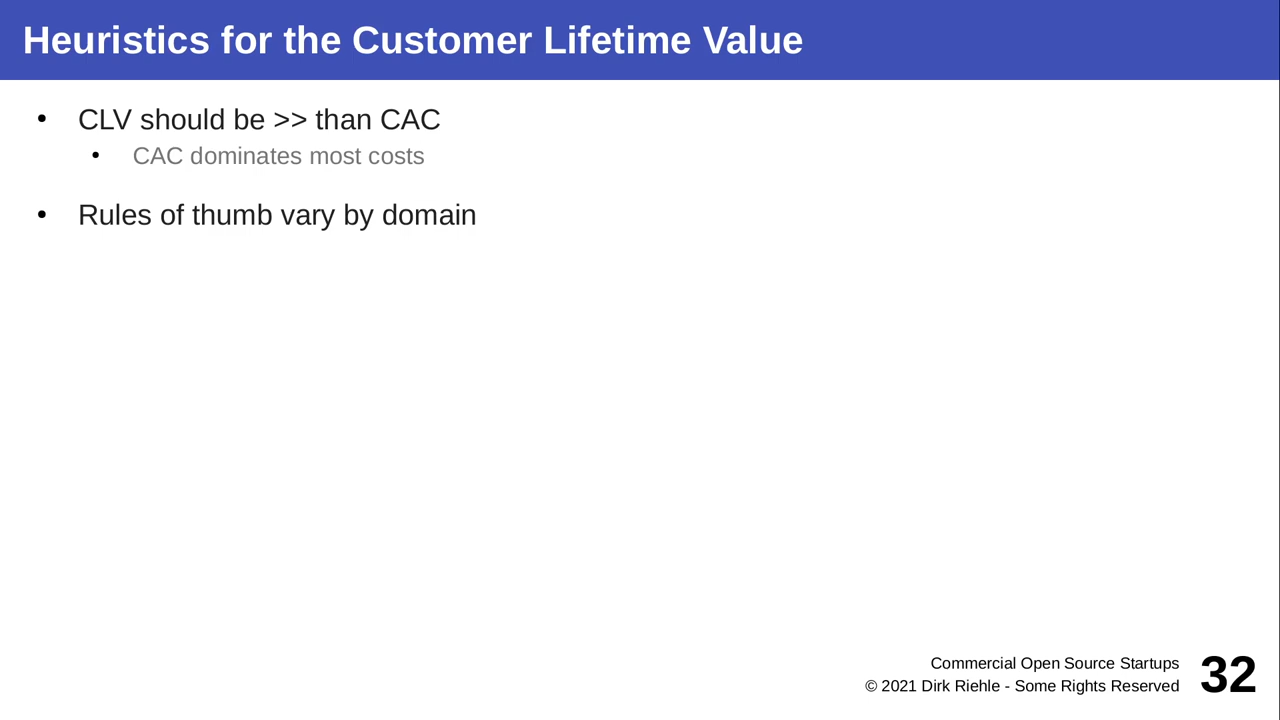 Heuristics for the Customer Lifetime Value
• CLV should be >> than CAC
• CAC dominates most costs
• Rules of thumb vary by domain
Commercial Open Source Startups
© 2021 Dirk Riehle - Some Rights Reserved
32